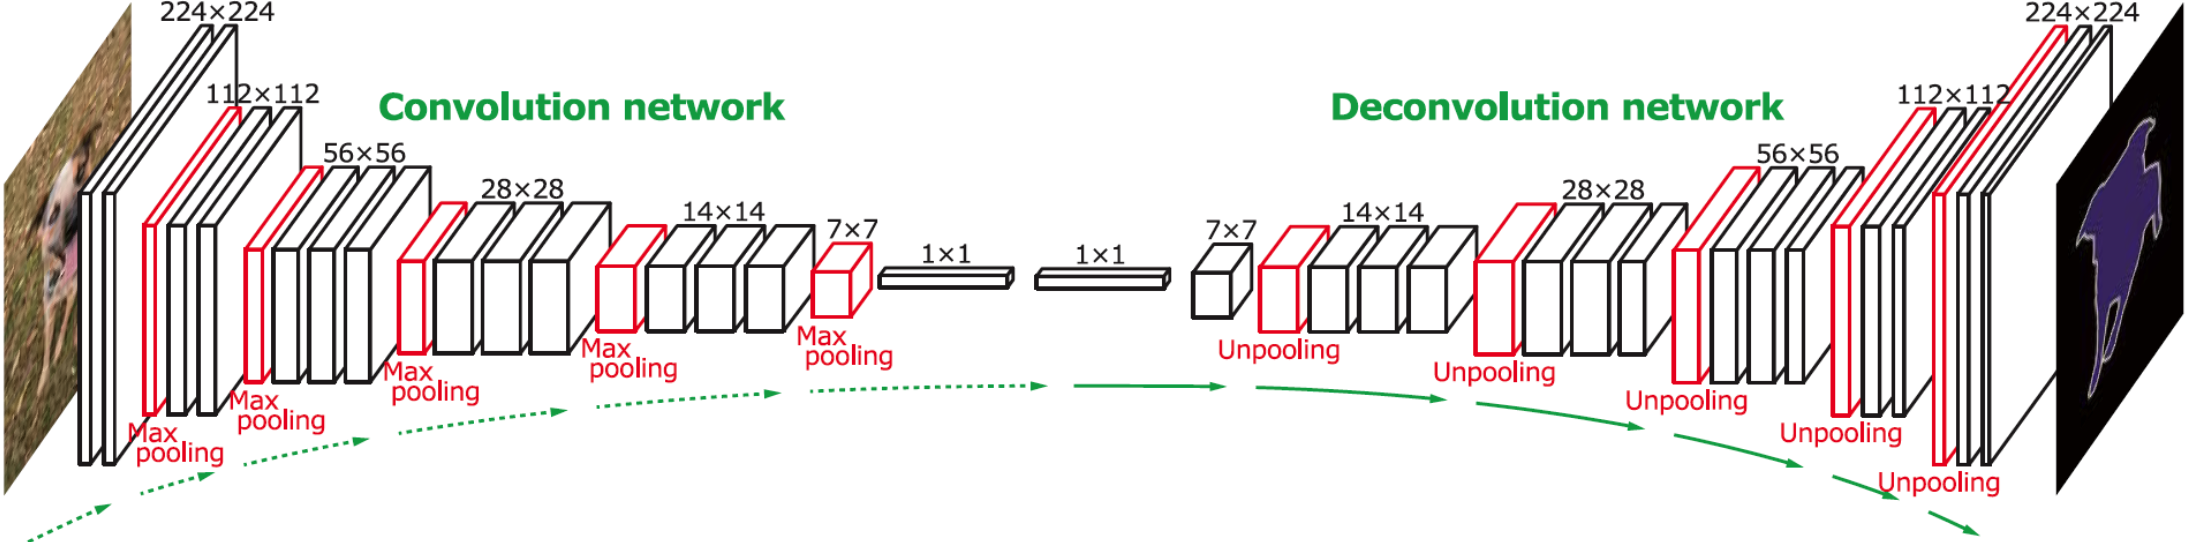 224×224
112×112
56×56
28×28
14×14
7×7
1×1
1×1
7×7
14×14
28×28
56×56
112×112
224×224
Convolution network
Deconvolution network
Max
pooling
Max
pooling
Max
pooling
Max
pooling
Max
pooling
Unpooling
Unpooling
Unpooling
Unpooling
Unpooling